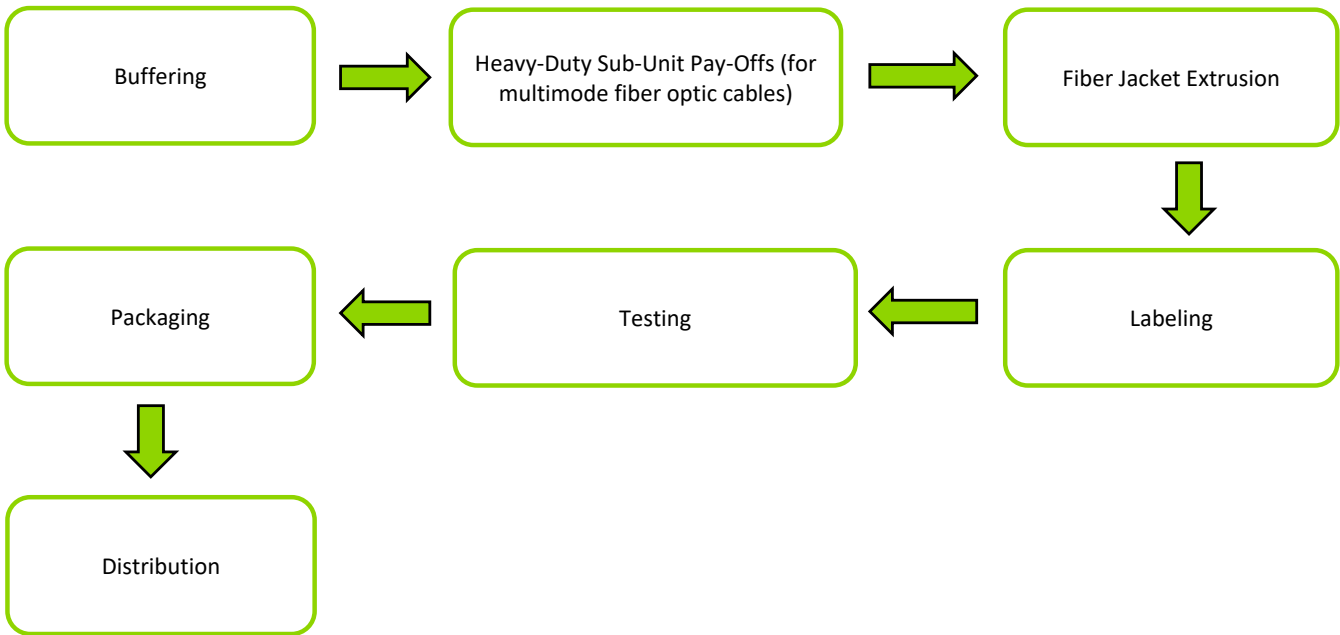 Buffering
Heavy-Duty Sub-Unit Pay-Offs (for
multimode fiber optic cables)
Fiber Jacket Extrusion
Labeling
Testing
Packaging
Distribution